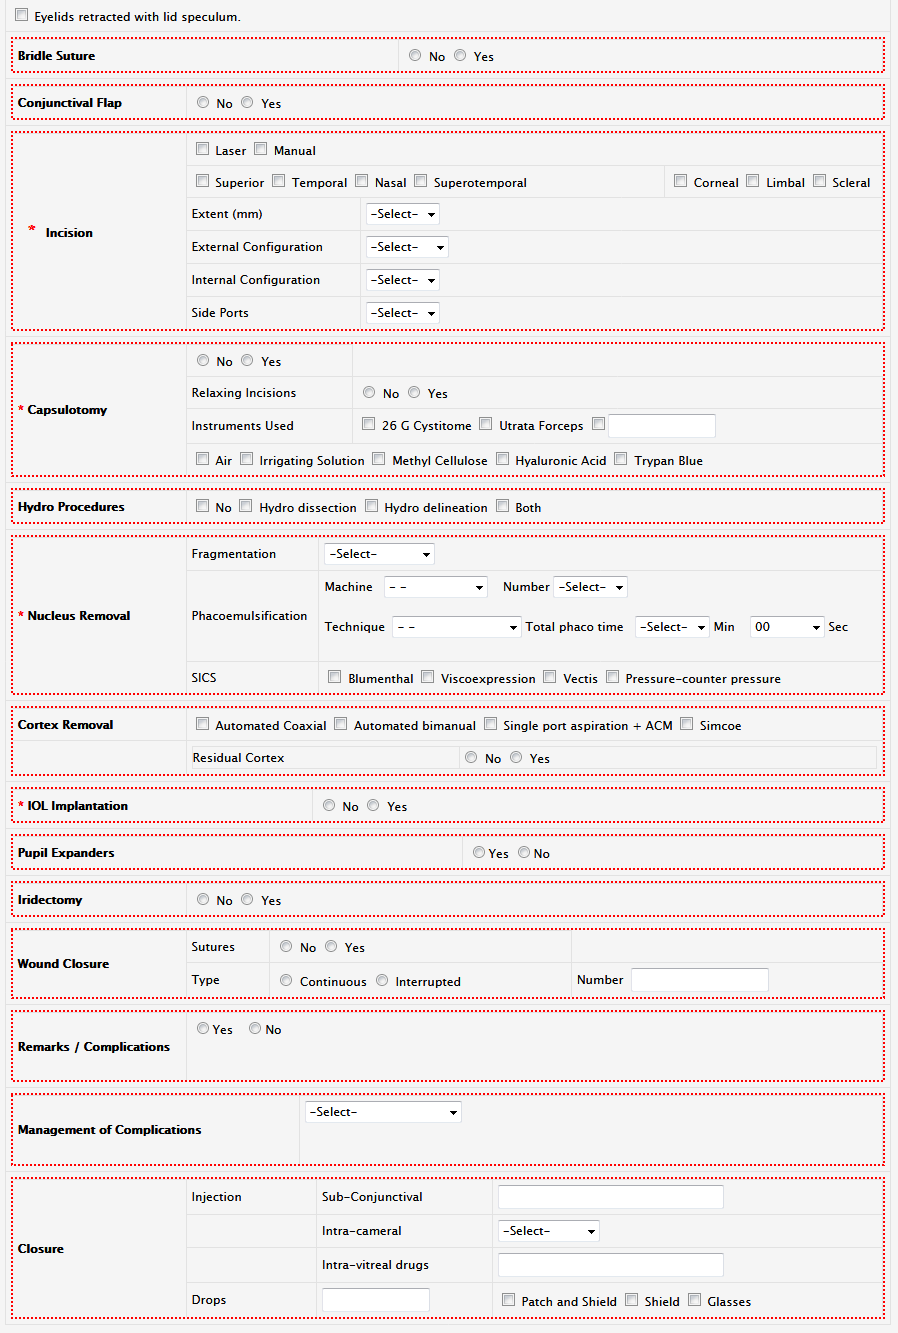 Eyelids retracted with lid speculum.
Bridle Suture No Yes
Conjunctival Flap No Yes
Laser Manual
Superior Temporal Nasal Superotemporal Corneal Limbal Scleral
Extent (mm) -Select-
* Incision
External Configuration -Select-
Internal Configuration -Select-
Side Ports -Select-
No Yes
Relaxing Incisions No Yes
* Capsulotomy
Instruments Used 26 G Cystitome Utrata Forceps
Air Irrigating Solution Methyl Cellulose Hyaluronic Acid Trypan Blue
Hydro Procedures No Hydro dissection Hydro delineation Both
Fragmentation -Select-
Machine - - Number -Select-
* Nucleus Removal Phacoemulsification
Technique - - Total phaco time -Select- Min 00 Sec
SICS Blumenthal Viscoexpression Vectis Pressure-counter pressure
Cortex Removal Automated Coaxial Automated bimanual Single port aspiration + ACM Simcoe
Residual Cortex No Yes
* IOL Implantation No Yes
Pupil Expanders Yes No
Iridectomy No Yes
Sutures No Yes
Wound Closure
Type Continuous Interrupted Number
Yes No
Remarks / Complications
-Select-
Management of Complications
Injection Sub-Conjunctival
Intra-cameral -Select-
Closure
Intra-vitreal drugs
Drops Patch and Shield Shield Glasses